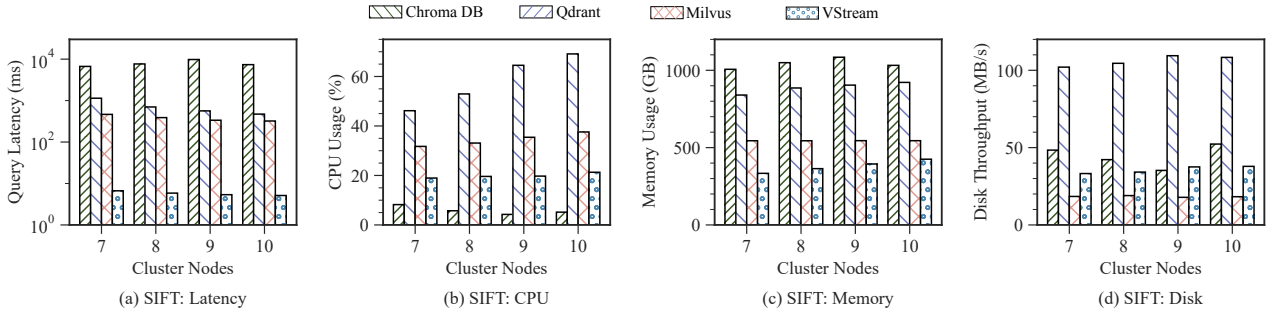 Chroma DB Qdrant Milvus VStream
Query Latency (ms)
10^4
10^2
10^0
7 8 9 10
Cluster Nodes
(a) SIFT: Latency
CPU Usage (%)
60
40
20
0
7 8 9 10
Cluster Nodes
(b) SIFT: CPU
Memory Usage (GB)
1000
500
0
7 8 9 10
Cluster Nodes
(c) SIFT: Memory
Disk Throughput (MB/s)
100
50
0
7 8 9 10
Cluster Nodes
(d) SIFT: Disk